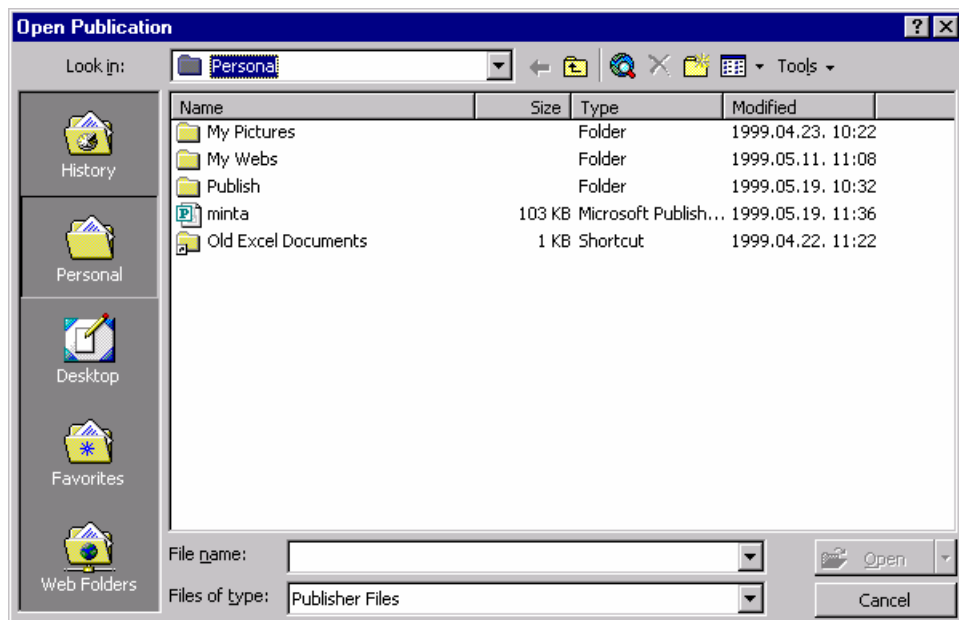 Open Publication
Look in: Personal Tools
Name Size Type Modified
History
My Pictures Folder 1999.04.23. 10:22
My Webs Folder 1999.05.11. 11:08
Publish Folder 1999.05.19. 10:32
minta 103 KB Microsoft Publish... 1999.05.19. 11:36
Old Excel Documents 1 KB Shortcut 1999.04.22. 11:22
Personal
Desktop
Favorites
Web Folders
File name: Open
Files of type: Publisher Files Cancel